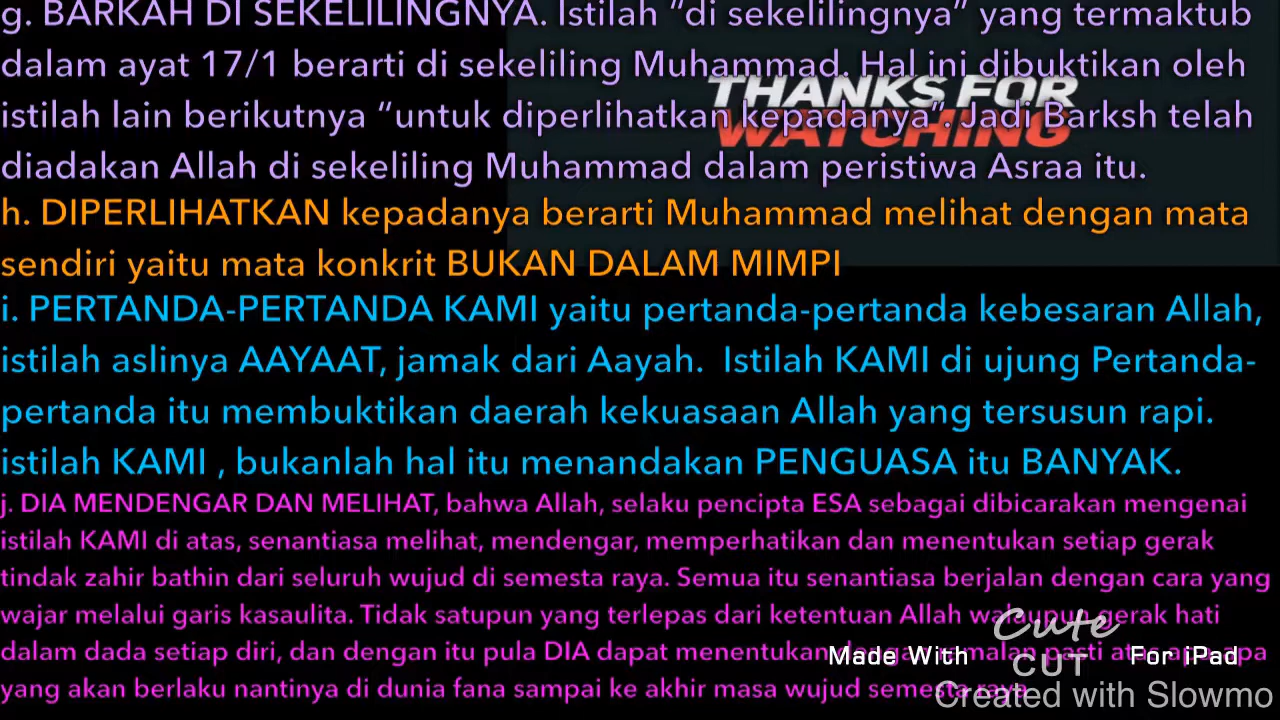 g. BARKAH DI SEKELILINGNYA. Istilah “di sekelilingnya” yang termaktub
dalam ayat 17/1 berarti di sekeliling Muhammad. Hal ini dibuktikan oleh
istilah lain berikutnya “untuk diperlihatkan kepadanya”. Jadi Barksh telah
diadakan Allah di sekeliling Muhammad dalam peristiwa Asraa itu.
THANKS FOR
WATCHING
h. DIPERLIHATKAN kepadanya berarti Muhammad melihat dengan mata
sendiri yaitu mata konkrit BUKAN DALAM MIMPI
i. PERTANDA-PERTANDA KAMI yaitu pertanda-pertanda kebesaran Allah,
istilah aslinya AAYAAT, jamak dari Aayah. Istilah KAMI di ujung Pertanda-
pertanda itu membuktikan daerah kekuasaan Allah yang tersusun rapi.
istilah KAMI , bukanlah hal itu menandakan PENGUASA itu BANYAK.
j. DIA MENDENGAR DAN MELIHAT, bahwa Allah, selaku pencipta ESA sebagai dibicarakan mengenai
istilah KAMI di atas, senantiasa melihat, mendengar, memperhatikan dan menentukan setiap gerak
tindak zahir bathin dari seluruh wujud di semesta raya. Semua itu senantiasa berjalan dengan cara yang
wajar melalui garis kasaulita. Tidak satupun yang terlepas dari ketentuan Allah walaupun gerak hati
dalam dada setiap diri, dan dengan itu pula DIA dapat menentukan pasti apa
yang akan berlaku nantinya di dunia fana sampai ke akhir masa wujud semesta raya.
Made With Cute CUT For iPad
Created with Slowmo